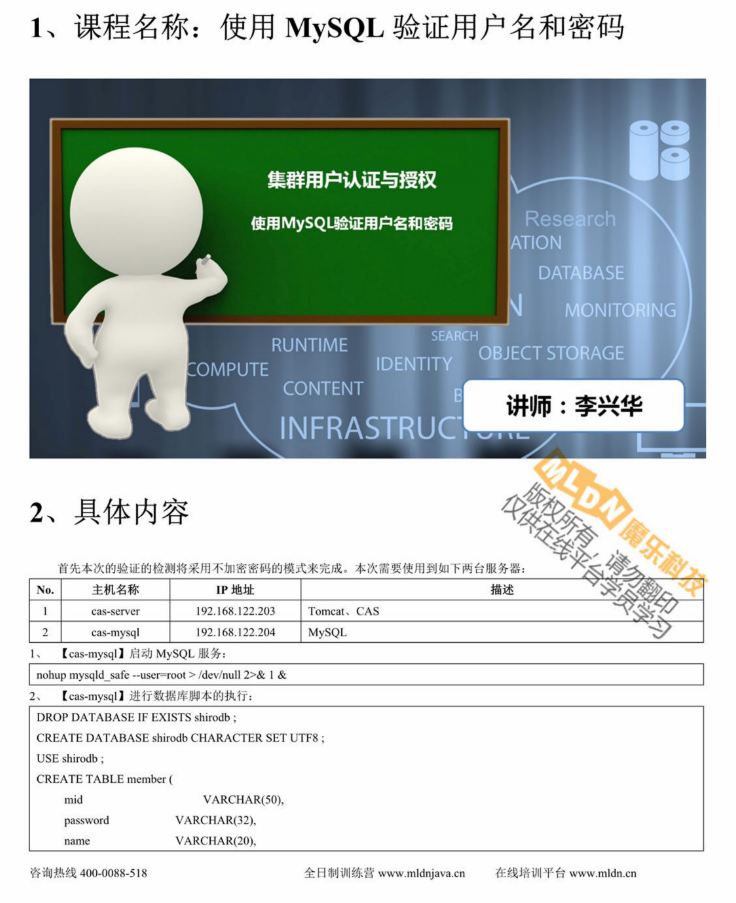 1、课程名称：使用 MySQL 验证用户名和密码
集群用户认证与授权
使用MySQL验证用户名和密码
Research
ATION
DATABASE
N
MONITORING
SEARCH
RUNTIME
OBJECT STORAGE
IDENTITY
COMPUTE
CONTENT
B
讲师：李兴华
INFRASTRUCTURE
2、具体内容
MLDN 魔乐科技
版权所有，请勿翻印
仅供在线平台学员学习
首先本次的验证的检测将采用不加密密码的模式来完成。本次需要使用到如下两台服务器：
No. 主机名称 IP 地址 描述
1 cas-server 192.168.122.203 Tomcat、CAS
2 cas-mysql 192.168.122.204 MySQL
1、 【cas-mysql】启动 MySQL 服务：
nohup mysqld_safe --user=root > /dev/null 2>& 1 &
2、 【cas-mysql】进行数据库脚本的执行：
DROP DATABASE IF EXISTS shirodb ;
CREATE DATABASE shirodb CHARACTER SET UTF8 ;
USE shirodb ;
CREATE TABLE member (
mid VARCHAR(50),
password VARCHAR(32),
name VARCHAR(20),
咨询热线 400-0088-518 全日制训练营 www.mldnjava.cn 在线培训平台 www.mldn.cn